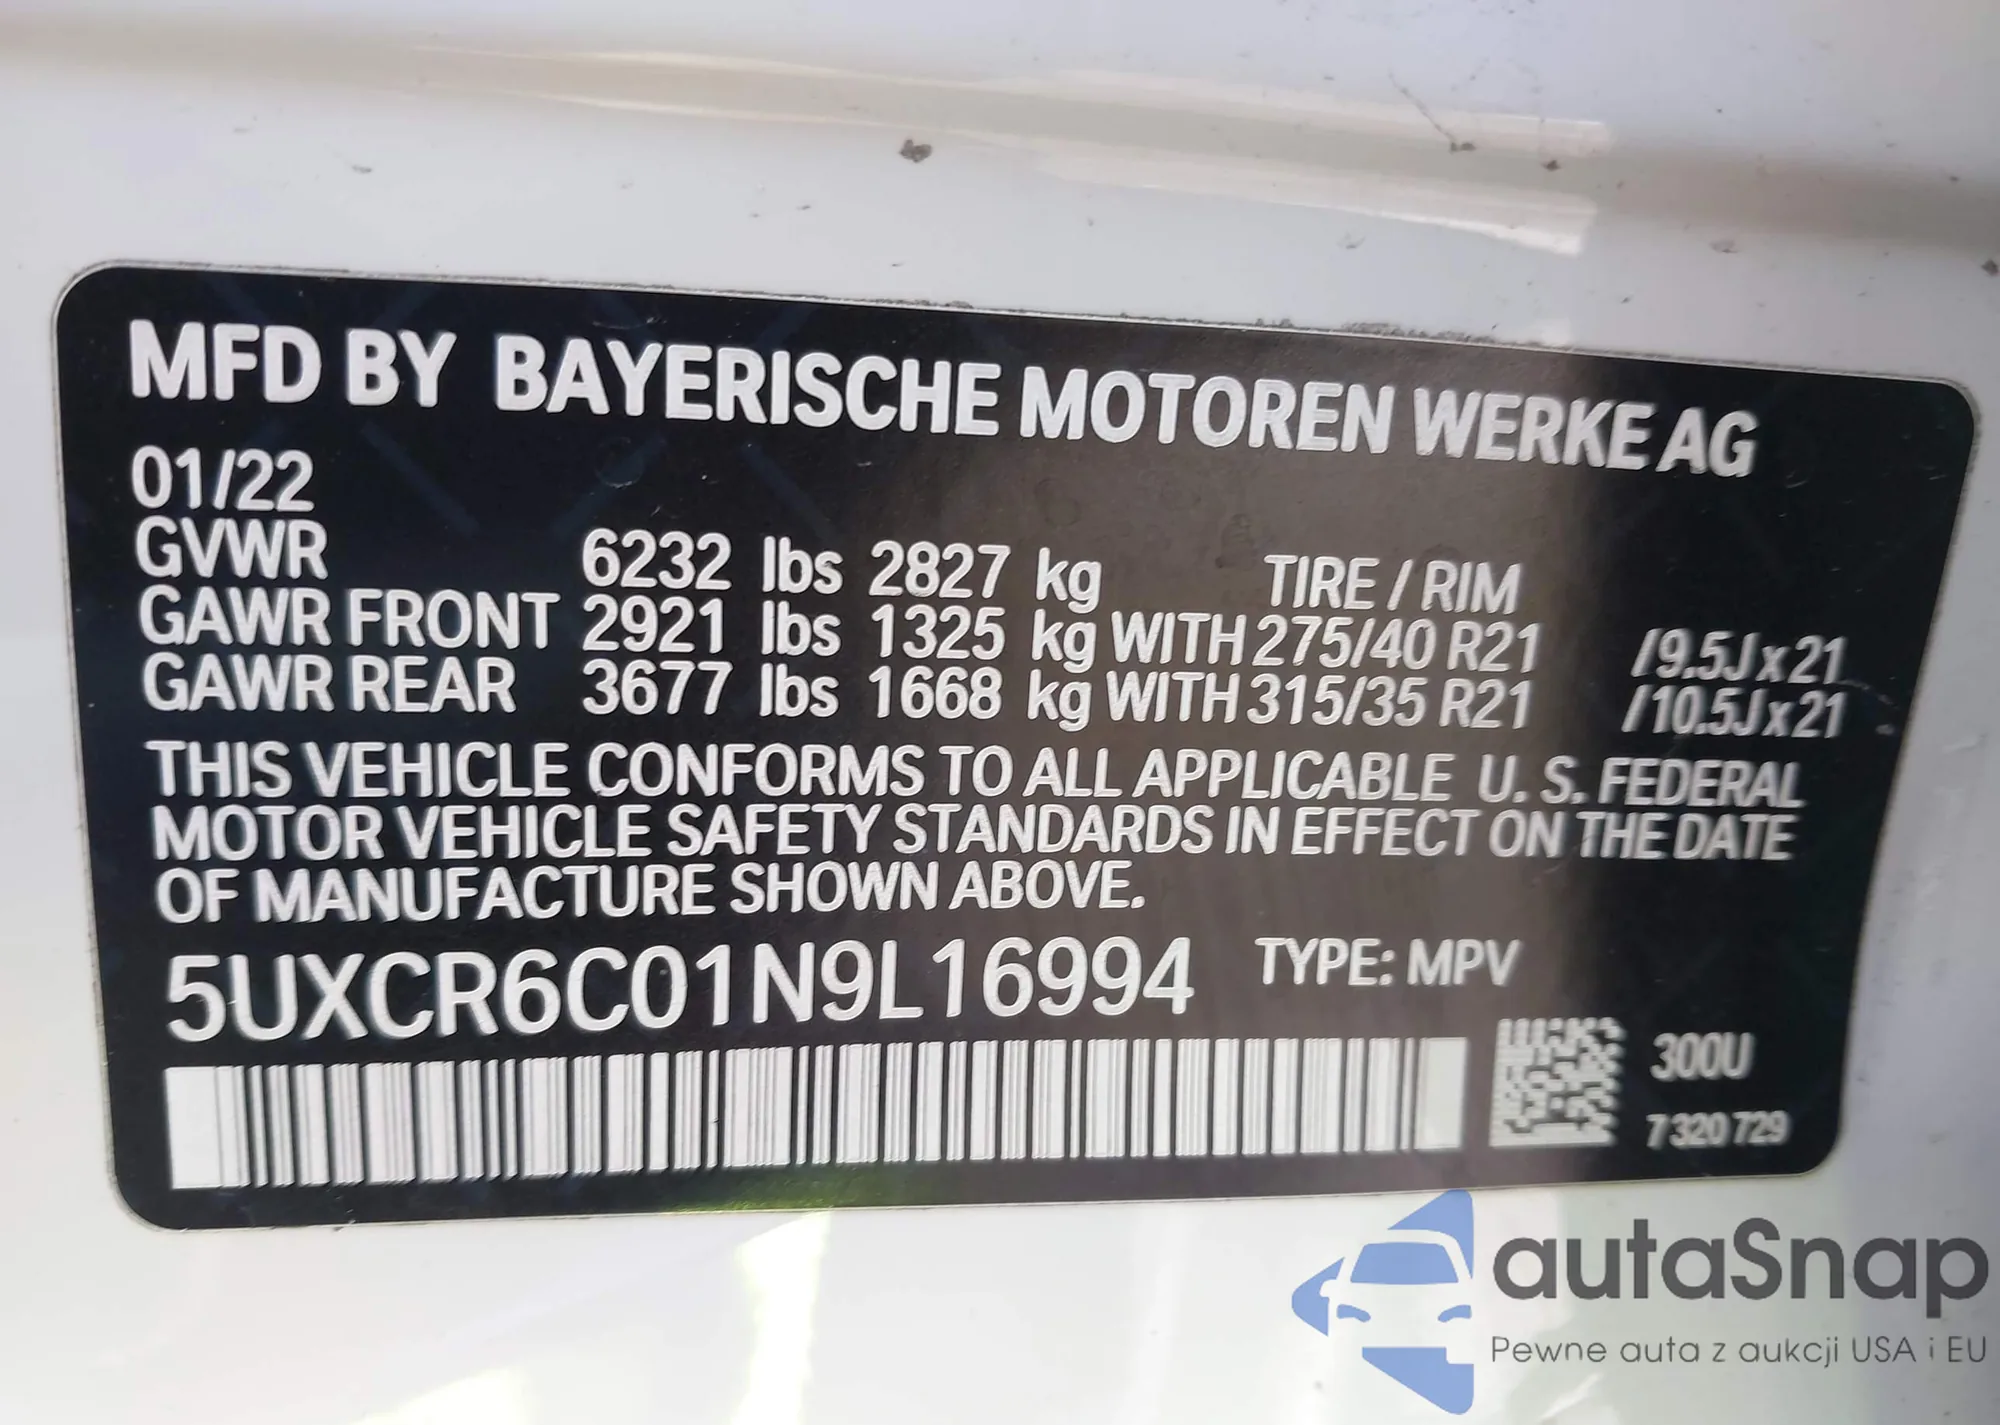 MFD BY BAYERISCHE MOTOREN WERKE AG
01/22
GVWR 6232 lbs 2827 kg TIRE / RIM
GAWR FRONT 2921 lbs 1325 kg WITH 275/40 R21 /9.5J x 21
GAWR REAR 3677 lbs 1668 kg WITH 315/35 R21 /10.5J x 21
THIS VEHICLE CONFORMS TO ALL APPLICABLE U. S. FEDERAL
MOTOR VEHICLE SAFETY STANDARDS IN EFFECT ON THE DATE
OF MANUFACTURE SHOWN ABOVE.
5UXCR6C01N9L16994 TYPE: MPV
300U
7 320 729
autaSnap
Pewne auta z aukcji USA i EU